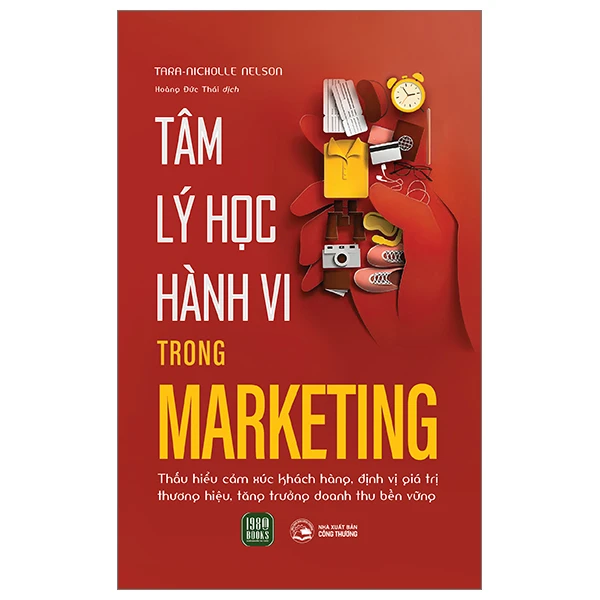 TARA-NICHOLLE NELSON
Hoàng Đức Thái dịch
TÂM
LÝ HỌC
HÀNH VI
TRONG
MARKETING
Thấu hiểu cảm xúc khách hàng, định vị giá trị
thương hiệu, tăng trưởng doanh thu bền vững
1980
BOOKS
NHÀ XUẤT BẢN
CÔNG THƯƠNG